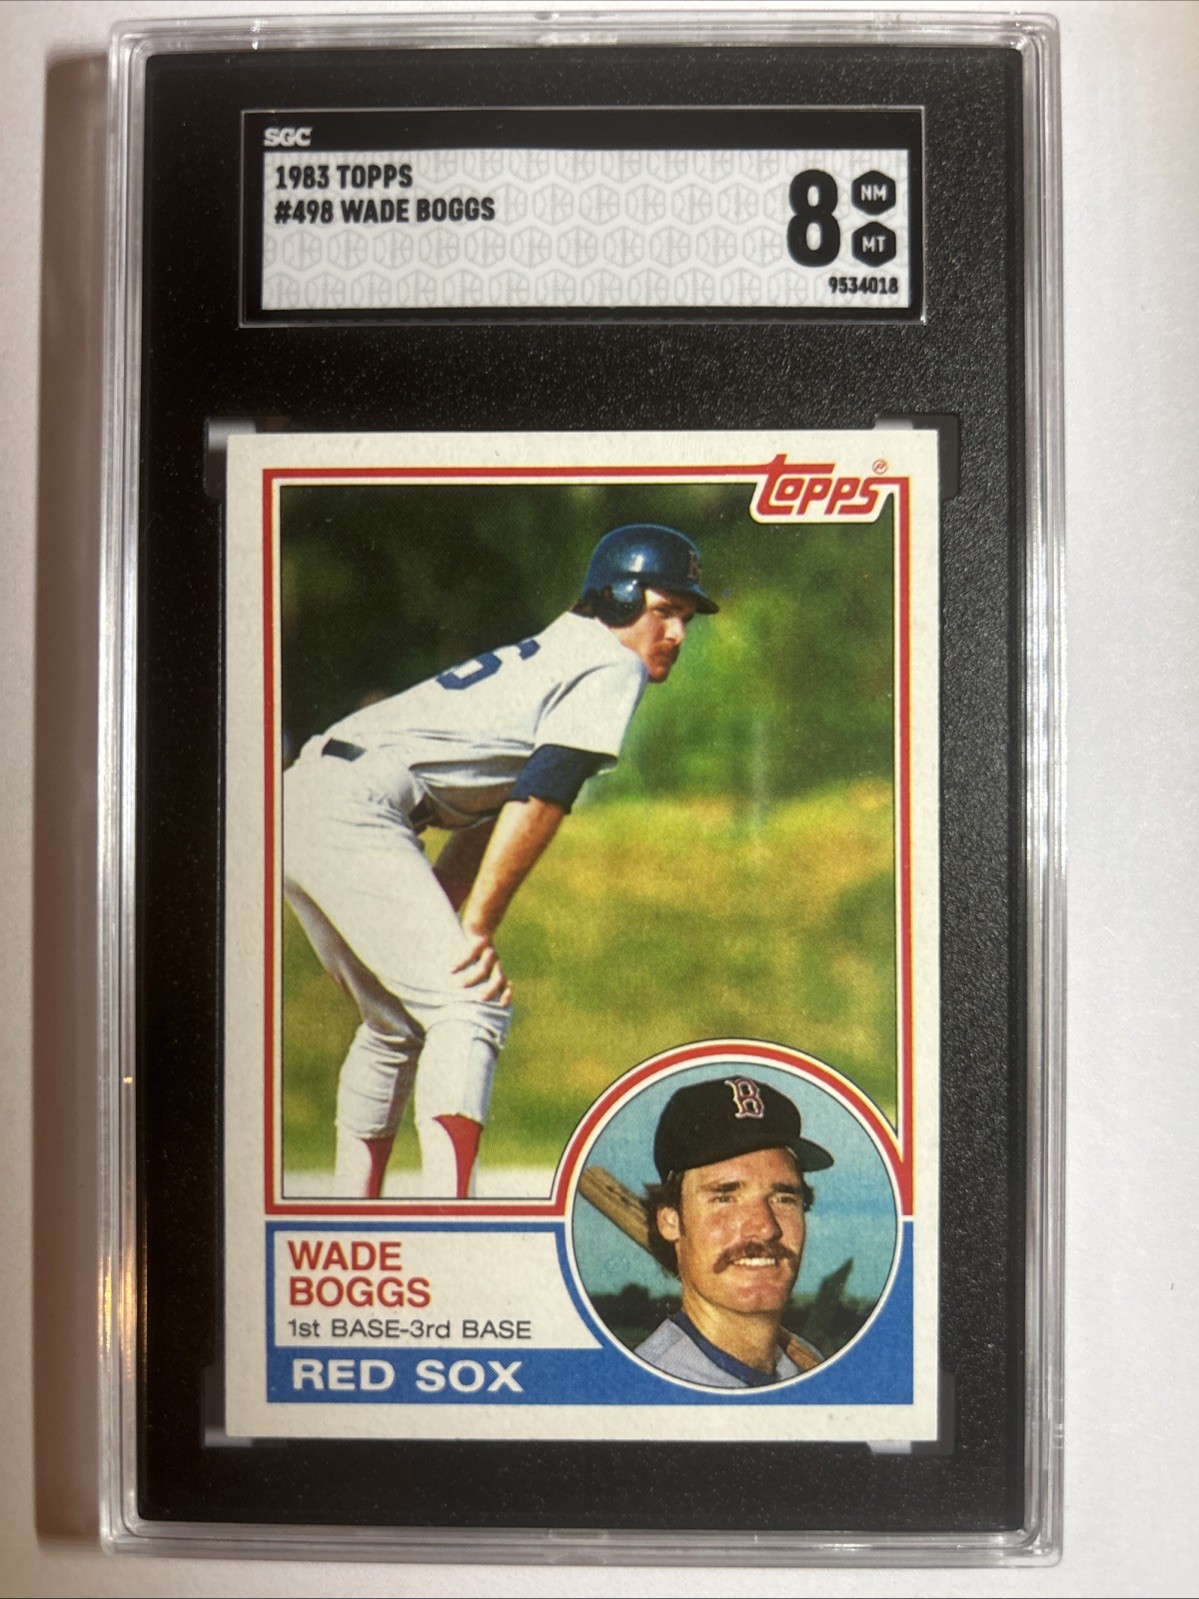 SGC
1983 TOPPS
#498 WADE BOGGS
8
NM
MT
9534018
Topps
6
B
B
WADE
BOGGS
1st BASE-3rd BASE
RED SOX